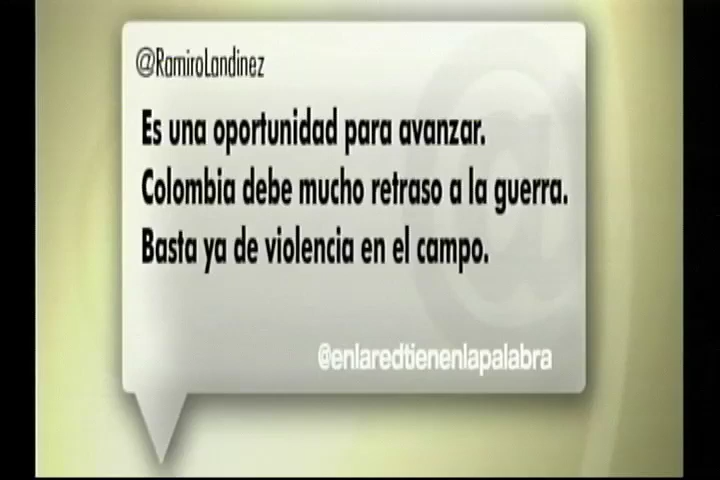 @RamiroLandinez
Es una oportunidad para avanzar.
Colombia debe mucho retraso a la guerra.
Basta ya de violencia en el campo.
@enlaredtienenlapalabra